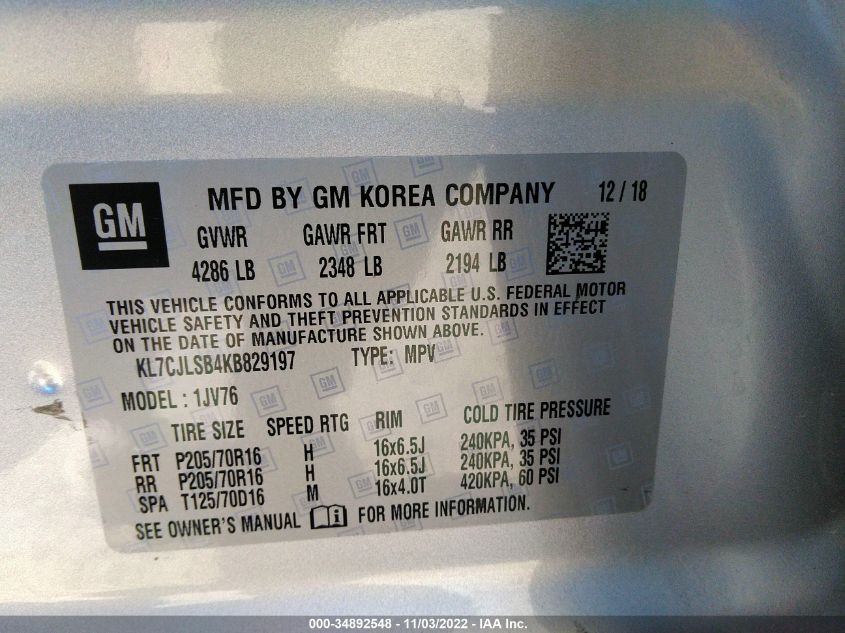 GM
MFD BY GM KOREA COMPANY 12/18
GVWR GAWR FRT GAWR RR
4286 LB 2348 LB 2194 LB
THIS VEHICLE CONFORMS TO ALL APPLICABLE U.S. FEDERAL MOTOR
VEHICLE SAFETY AND THEFT PREVENTION STANDARDS IN EFFECT
ON THE DATE OF MANUFACTURE SHOWN ABOVE.
KL7CJLSB4KB829197 TYPE: MPV
MODEL : 1JV76
TIRE SIZE SPEED RTG RIM COLD TIRE PRESSURE
FRT P205/70R16 H 16x6.5J 240KPA, 35 PSI
RR P205/70R16 H 16x6.5J 240KPA, 35 PSI
SPA T125/70D16 M 16x4.0T 420KPA, 60 PSI
SEE OWNER'S MANUAL FOR MORE INFORMATION.
000-34892548 - 11/03/2022 - IAA Inc.